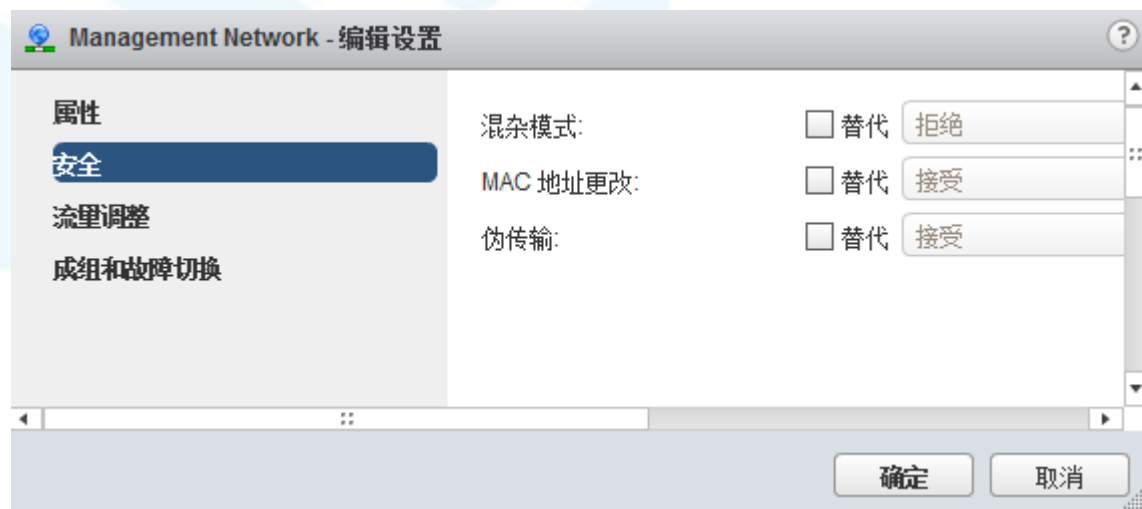 Management Network - 编辑设置
?
属性
安全
流量调整
成组和故障切换
混杂模式: 替代 拒绝
MAC 地址更改: 替代 接受
伪传输: 替代 接受
确定 取消